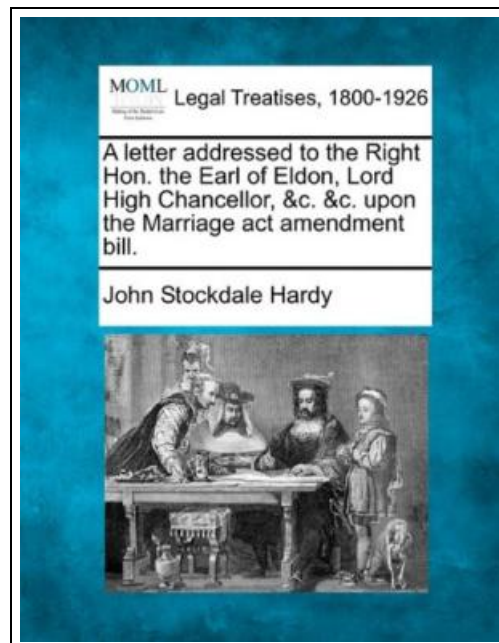 MOML
Legal Treatises, 1800-1926
A letter addressed to the Right
Hon. the Earl of Eldon, Lord
High Chancellor, &c. &c. upon
the Marriage act amendment
bill.
John Stockdale Hardy